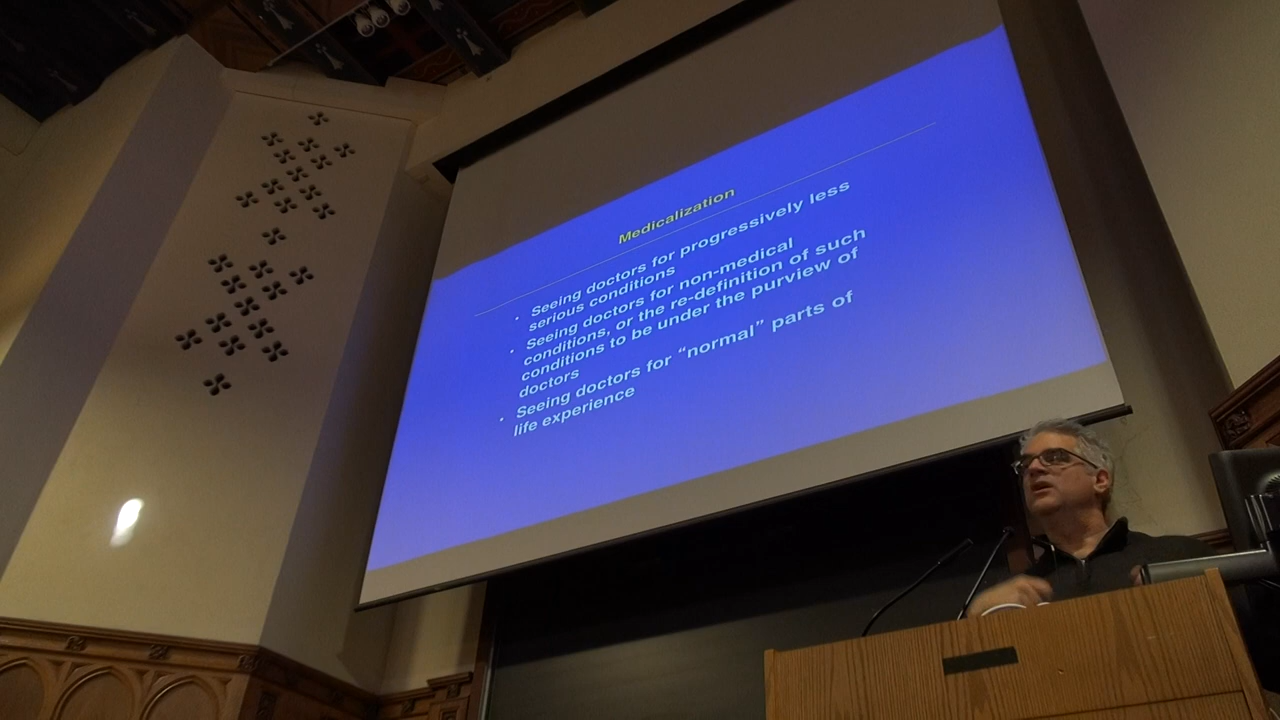 Medicalization
• Seeing doctors for progressively less
serious conditions
• Seeing doctors for non-medical
conditions, or the re-definition of such
conditions to be under the purview of
doctors
• Seeing doctors for “normal” parts of
life experience